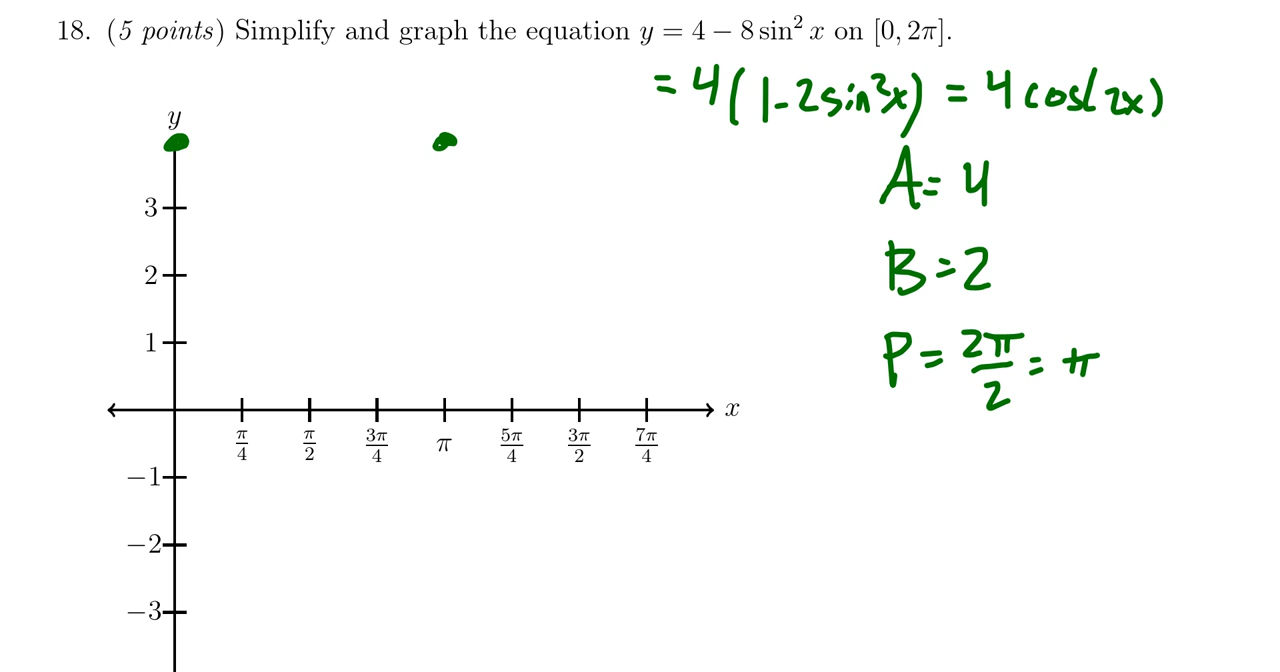 18. (5 points) Simplify and graph the equation y = 4 − 8 sin² x on [0, 2π].
= 4(1-2sin²x) = 4cos(2x)
y
A= 4
3
B=2
2
1
P= 2π/2 = π
x
π/4 π/2 3π/4 π 5π/4 3π/2 7π/4
−1
−2
−3